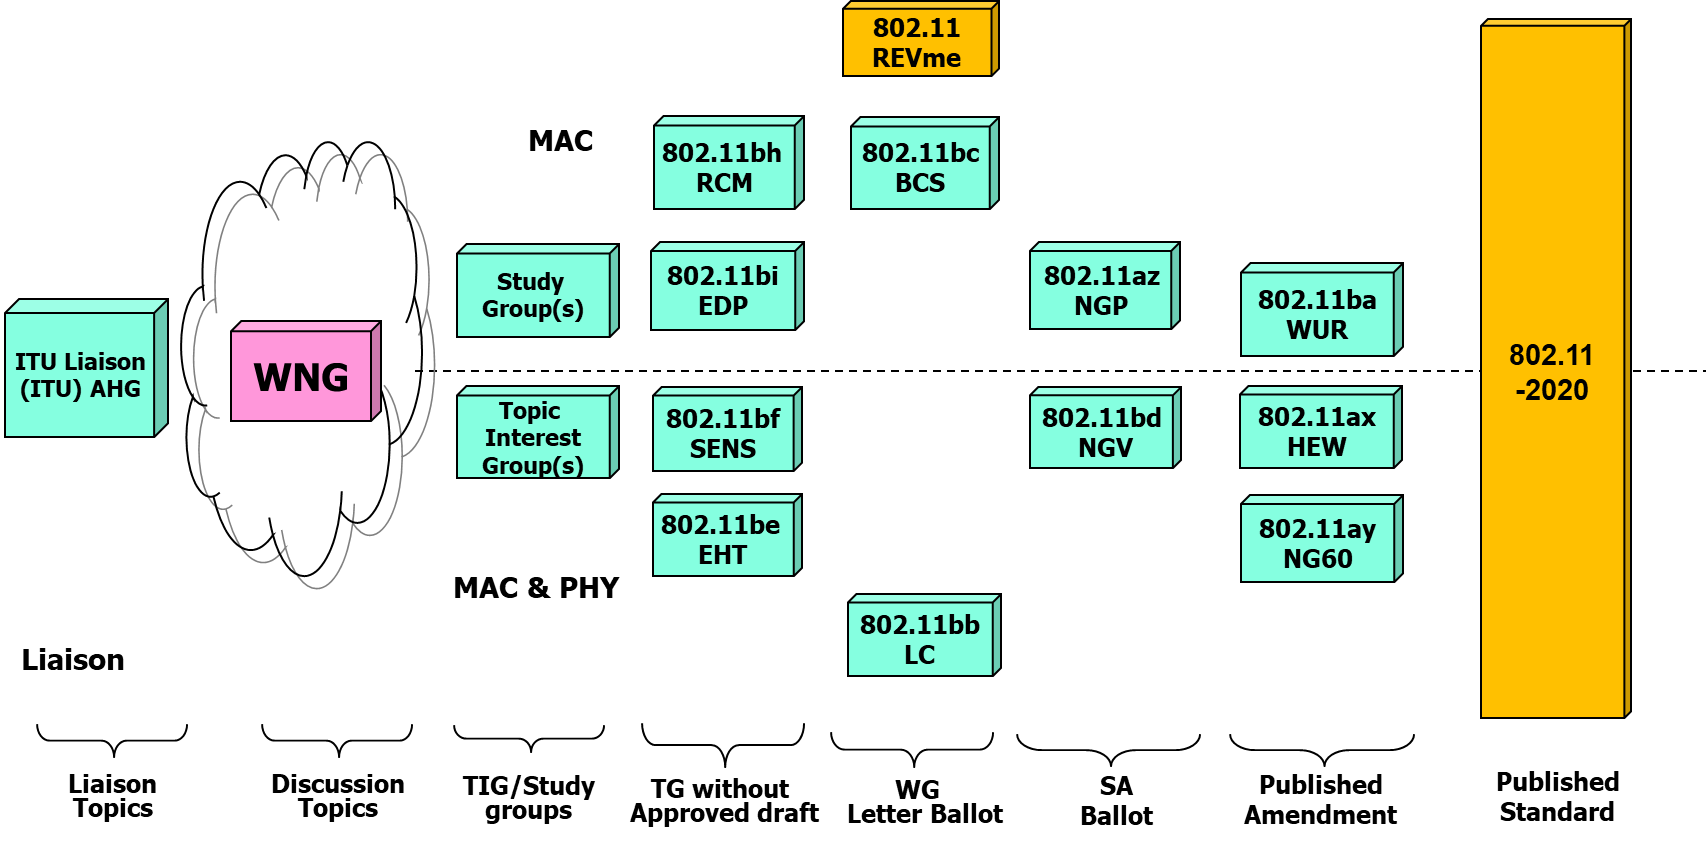 802.11
REVme
MAC
802.11bh
RCM
802.11bc
BCS
Study
Group(s)
802.11bi
EDP
802.11az
NGP
802.11ba
WUR
ITU Liaison
(ITU) AHG
WNG
802.11
-2020
Topic
Interest
Group(s)
802.11bf
SENS
802.11bd
NGV
802.11ax
HEW
802.11be
EHT
802.11ay
NG60
MAC & PHY
802.11bb
LC
Liaison
Liaison
Topics
Discussion
Topics
TIG/Study
groups
TG without
Approved draft
WG
Letter Ballot
SA
Ballot
Published
Amendment
Published
Standard